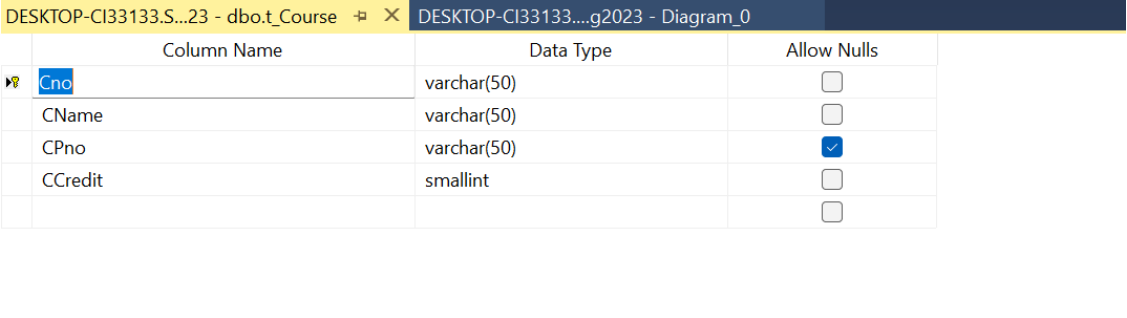 DESKTOP-CI33133.S...23 - dbo.t_Course DESKTOP-CI33133....g2023 - Diagram_0
Column Name Data Type Allow Nulls
Cno varchar(50)
CName varchar(50)
CPno varchar(50)
CCredit smallint